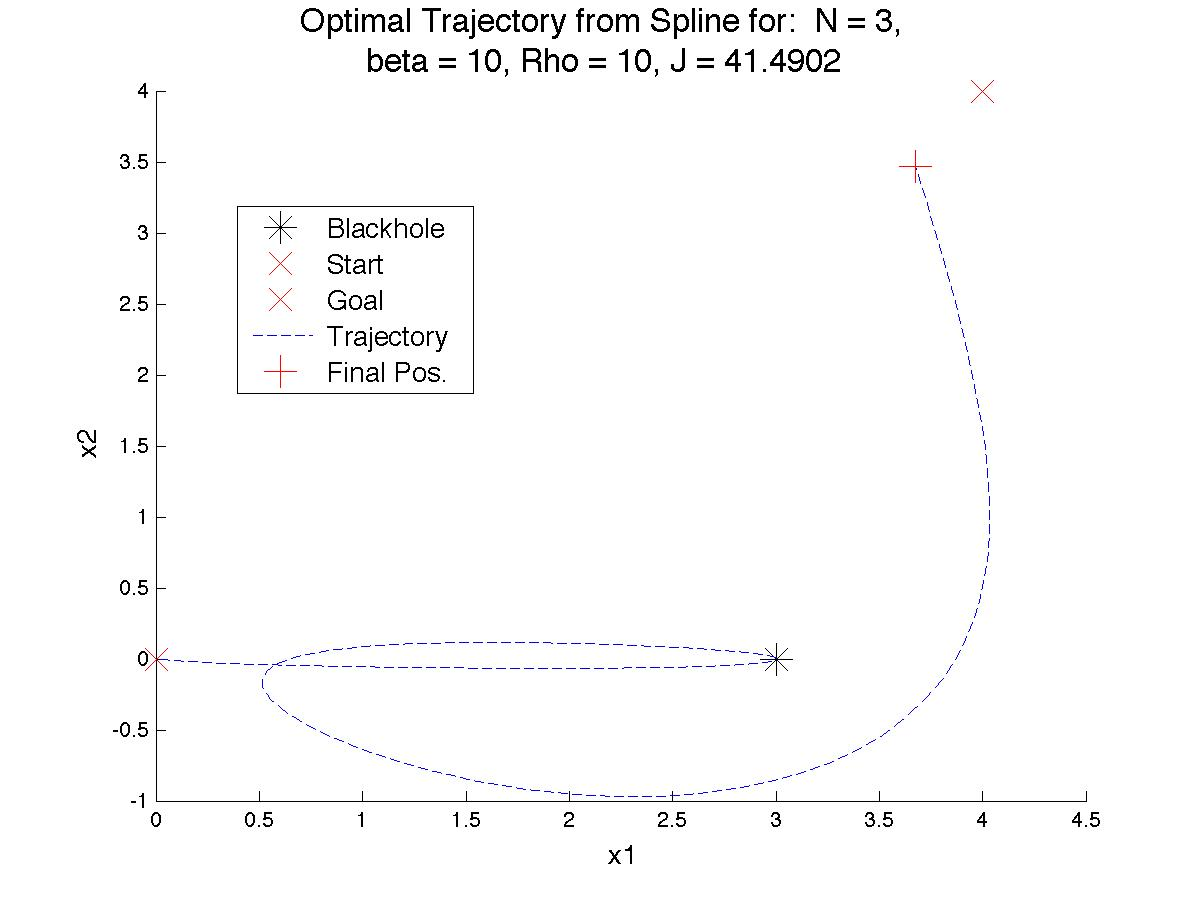 Optimal Trajectory from Spline for: N = 3,
beta = 10, Rho = 10, J = 41.4902
4
3.5
3
2.5
2
1.5
1
0.5
0
-0.5
-1
x2
Blackhole
Start
Goal
Trajectory
Final Pos.
0
0.5
1
1.5
2
2.5
3
3.5
4
4.5
x1